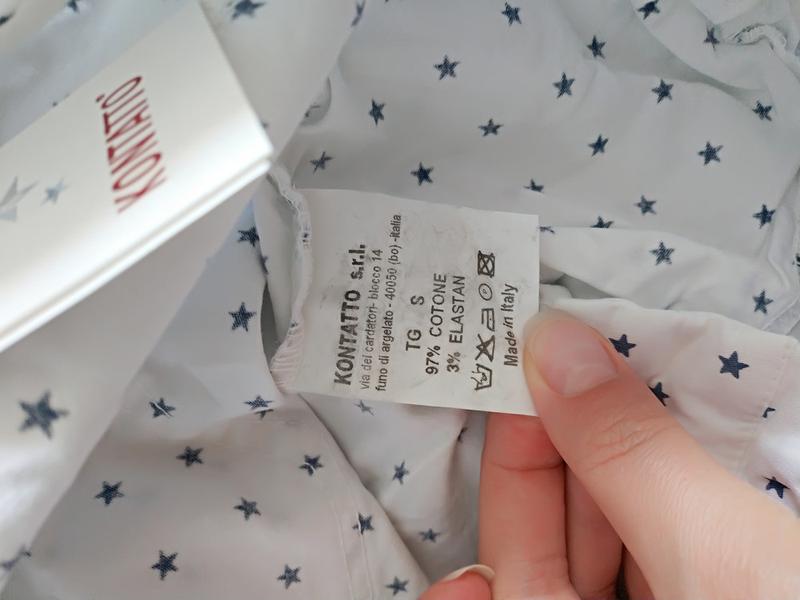 KONTATTO
KONTATTO s.r.l.
via dei cardatori- blocco 14
funo di argelato - 40050 (bo) -italia
TG S
97% COTONE
3% ELASTAN
Made in Italy